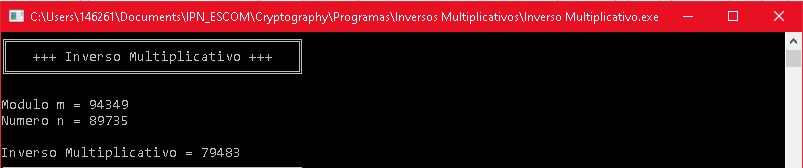 C:\Users\146261\Documents\IPN_ESCOM\Cryptography\Programas\Inversos Multiplicativos\Inverso Multiplicativo.exe
+++ Inverso Multiplicativo +++
Modulo m = 94349
Numero n = 89735
Inverso Multiplicativo = 79483